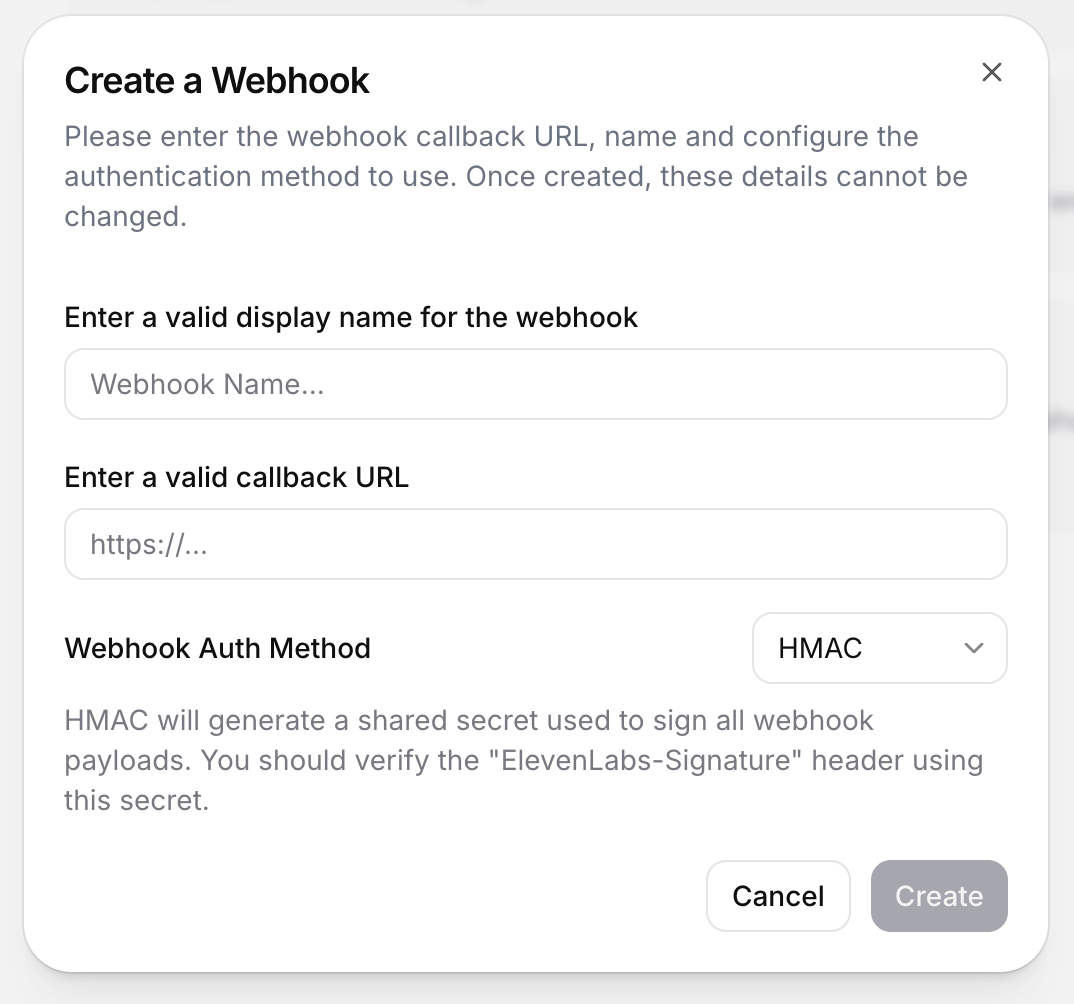 Create a Webhook
Please enter the webhook callback URL, name and configure the
authentication method to use. Once created, these details cannot be
changed.
Enter a valid display name for the webhook
Webhook Name...
Enter a valid callback URL
https://...
Webhook Auth Method
HMAC
HMAC will generate a shared secret used to sign all webhook
payloads. You should verify the "ElevenLabs-Signature" header using
this secret.
Cancel
Create